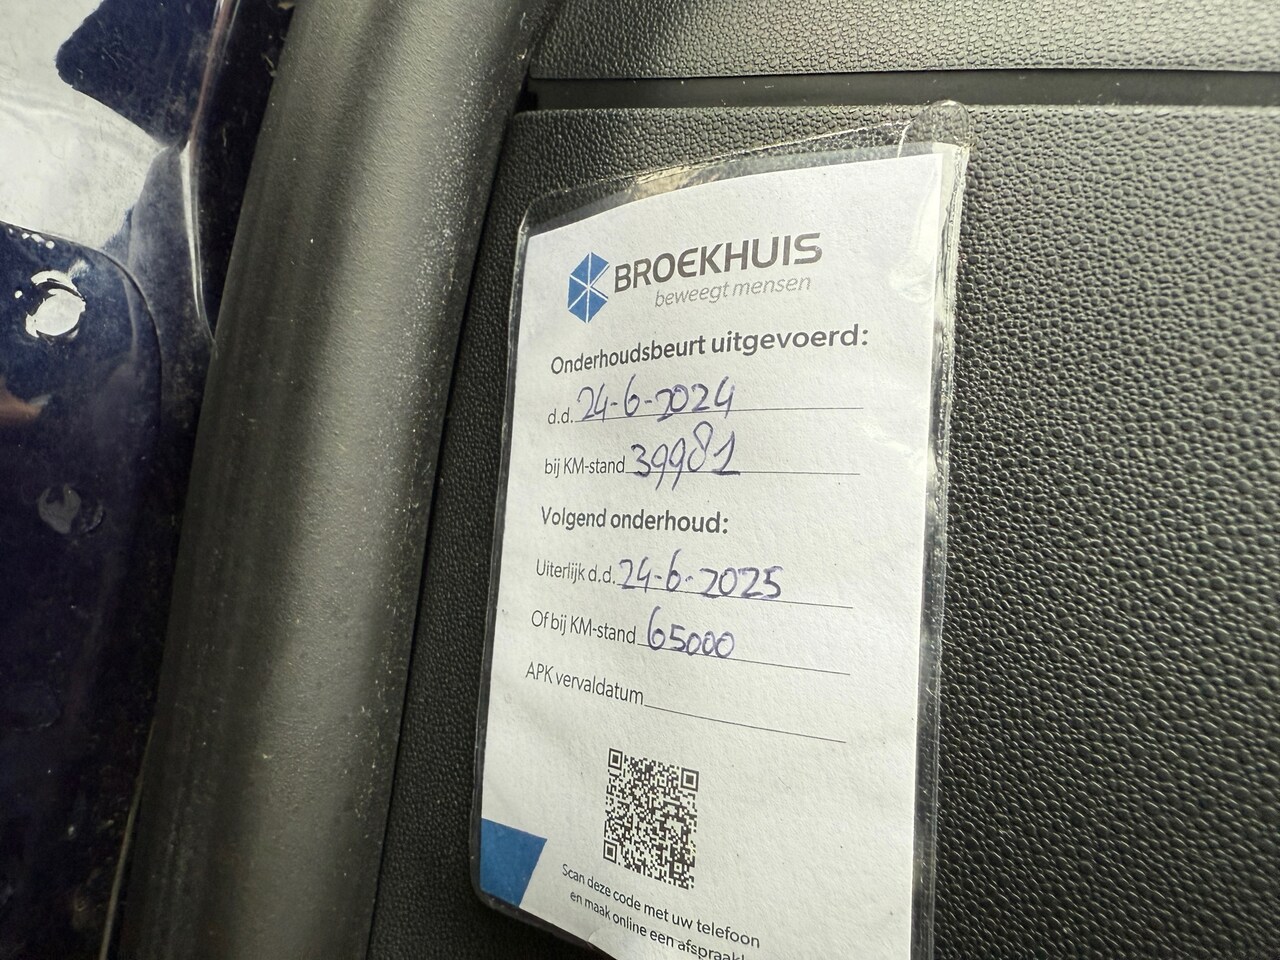 BROEKHUIS
beweegt mensen
Onderhoudsbeurt uitgevoerd:
d.d. 24-6-2024
bij KM-stand 39981
Volgend onderhoud:
Uiterlijk d.d. 24-6-2025
Of bij KM-stand 65000
APK vervaldatum
Scan deze code met uw telefoon
en maak online een afspraak!